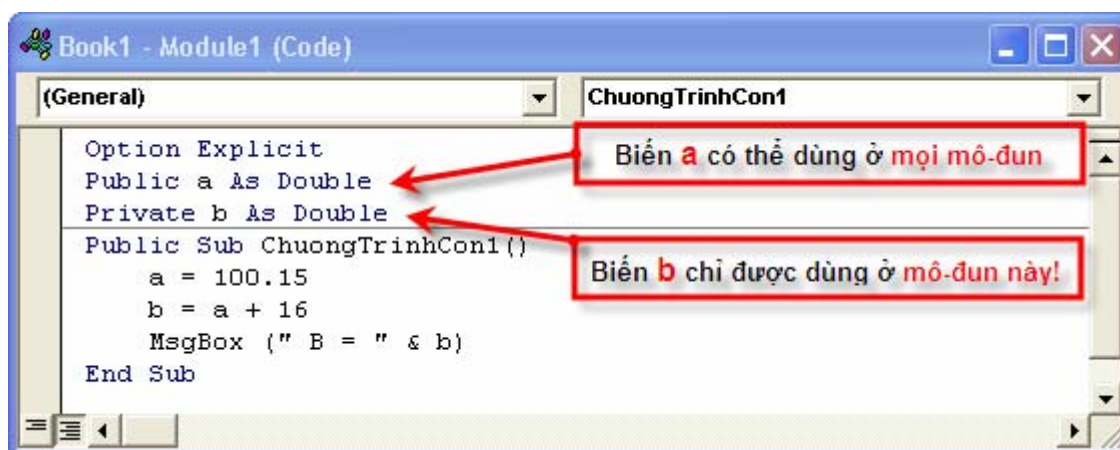 Book1 - Module1 (Code)
(General) ChuongTrinhCon1
Option Explicit
Public a As Double
Private b As Double
Public Sub ChuongTrinhCon1()
a = 100.15
b = a + 16
MsgBox (" B = " & b)
End Sub
Biến a có thể dùng ở mọi mô-đun
Biến b chỉ được dùng ở mô-đun này!